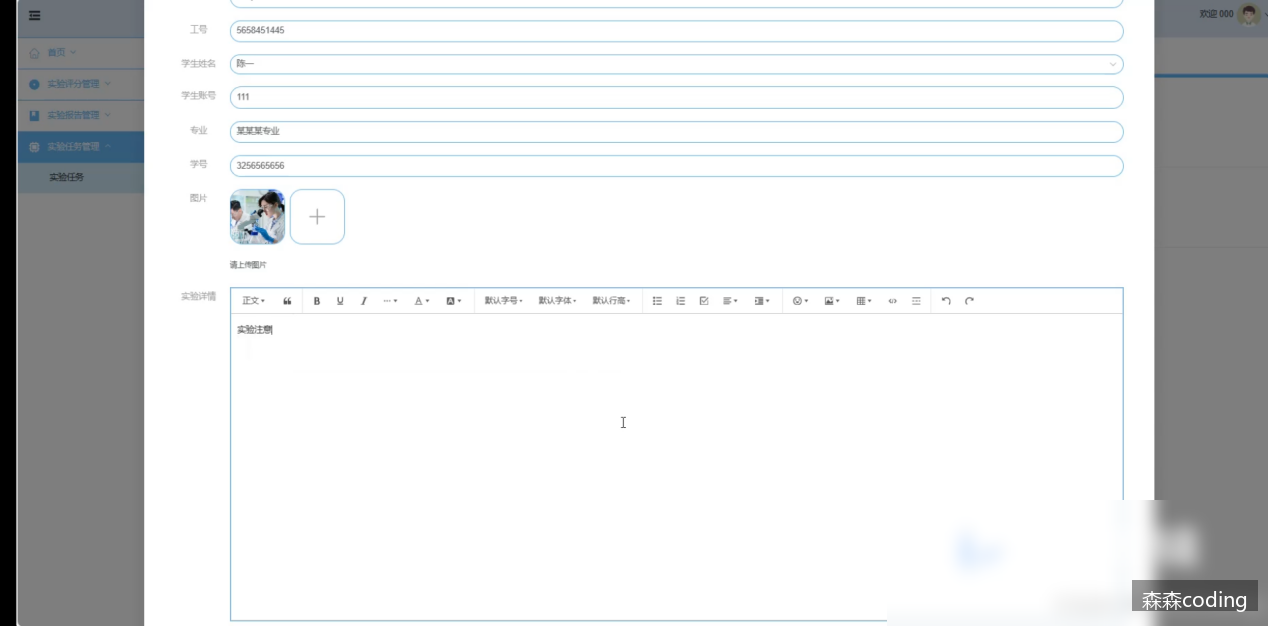 欢迎 000
首页
实验评分管理
实验报告管理
实验任务管理
实验任务
工号
5658451445
学生姓名
陈一
学生账号
111
专业
某某某专业
学号
3256565656
图片
请上传图片
实验详情
正文 B U I ... A A 默认字号 默认字体 默认行高
实验注意
森森coding